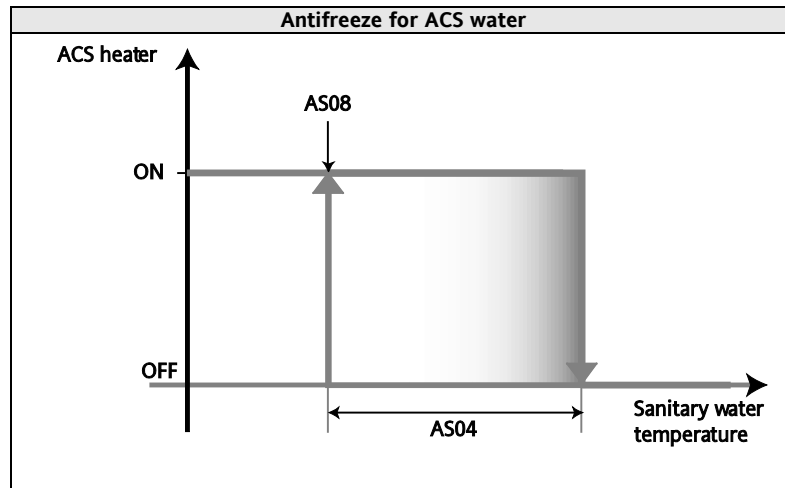 Antifreeze for ACS water
ACS heater
AS08
ON
OFF
AS04
Sanitary water
temperature